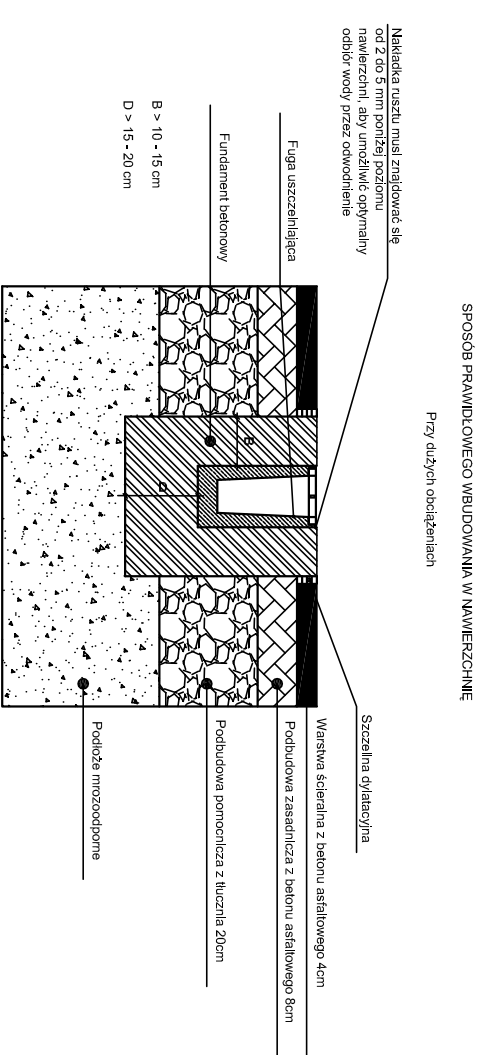 SPOSÓB PRAWIDŁOWEGO WBUDOWANIA W NAWIERZCHNIĘ
Przy dużych obciążeniach
Nakładka rusztu musi znajdować się
od 2 do 5 mm poniżej poziomu
nawierzchni, aby umożliwić optymalny
odbiór wody przez odwodnienie
Fuga uszczelniająca
Fundament betonowy
B > 10 - 15 cm
D > 15 - 20 cm
B
D
Szczelina dylatacyjna
Warstwa ścieralna z betonu asfaltowego 4cm
Podbudowa zasadnicza z betonu asfaltowego 8cm
Podbudowa pomocnicza z tłucznia 20cm
Podłoże mrozoodporne